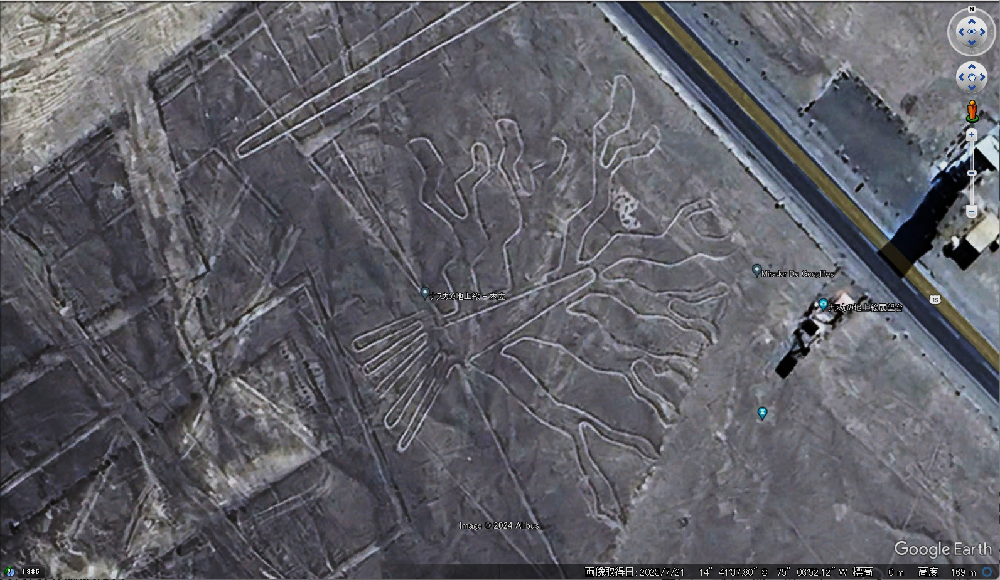 N
ナスカの地上絵 – 木立
Mirador De Geoglifos
1S
ナスカの地上絵展望台
Image © 2024 Airbus
Google Earth
1985
画像取得日: 2023/7/21 14° 41'37.80" S 75° 06'52.12" W 標高 0 m 高度 169 m